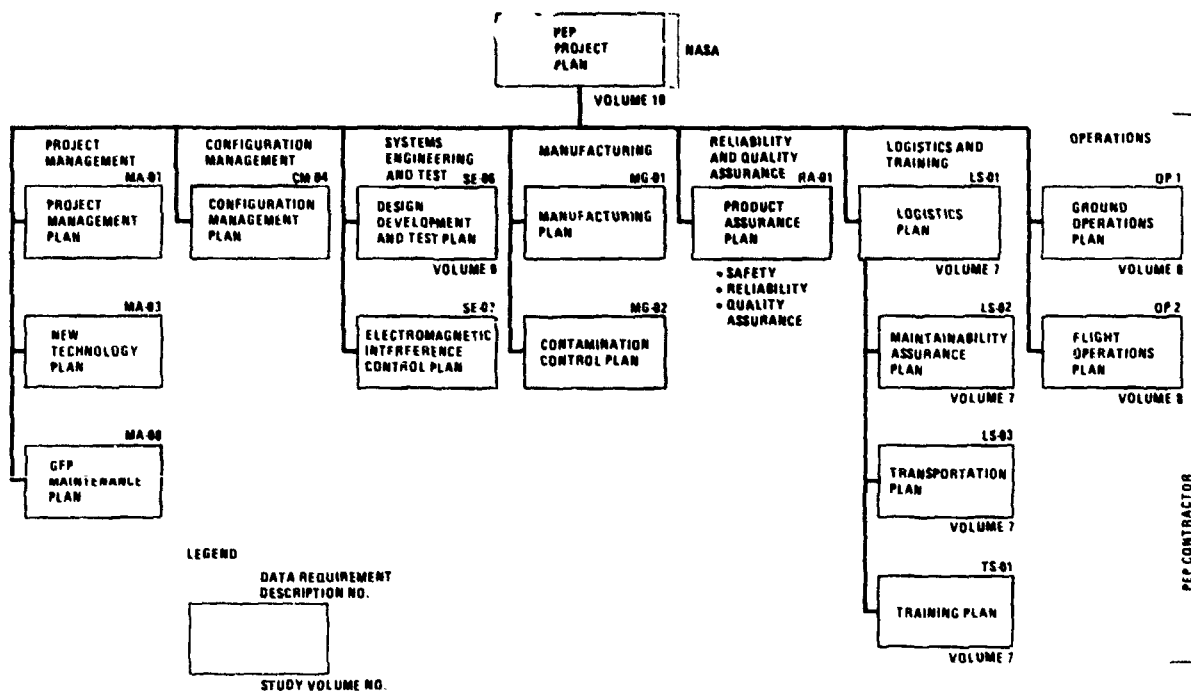 PEP
PROJECT
PLAN
NASA
VOLUME 10
PROJECT
MANAGEMENT
MA-01
PROJECT
MANAGEMENT
PLAN
MA-03
NEW
TECHNOLOGY
PLAN
MA-08
GFP
MAINTENANCE
PLAN
CONFIGURATION
MANAGEMENT
CM-04
CONFIGURATION
MANAGEMENT
PLAN
SYSTEMS
ENGINEERING
AND TEST
SE-06
DESIGN
DEVELOPMENT
AND TEST PLAN
VOLUME 9
SE-07
ELECTROMAGNETIC
INTFRFERENCE
CONTROL PLAN
MANUFACTURING
MG-01
MANUFACTURING
PLAN
MG-02
CONTAMINATION
CONTROL PLAN
RELIABILITY
AND QUALITY
ASSURANCE
RA-01
PRODUCT
ASSURANCE
PLAN
• SAFETY
• RELIABILITY
• QUALITY
ASSURANCE
LOGISTICS AND
TRAINING
LS-01
LOGISTICS
PLAN
VOLUME 7
LS-02
MAINTAINABILITY
ASSURANCE
PLAN
VOLUME 7
LS-03
TRANSPORTATION
PLAN
VOLUME 7
TS-01
TRAINING PLAN
VOLUME 7
OPERATIONS
OP 1
GROUND
OPERATIONS
PLAN
VOLUME 8
OP 2
FLIGHT
OPERATIONS
PLAN
VOLUME 8
PEP CONTRACTOR
LEGEND
DATA REQUIREMENT
DESCRIPTION NO.
STUDY VOLUME NO.